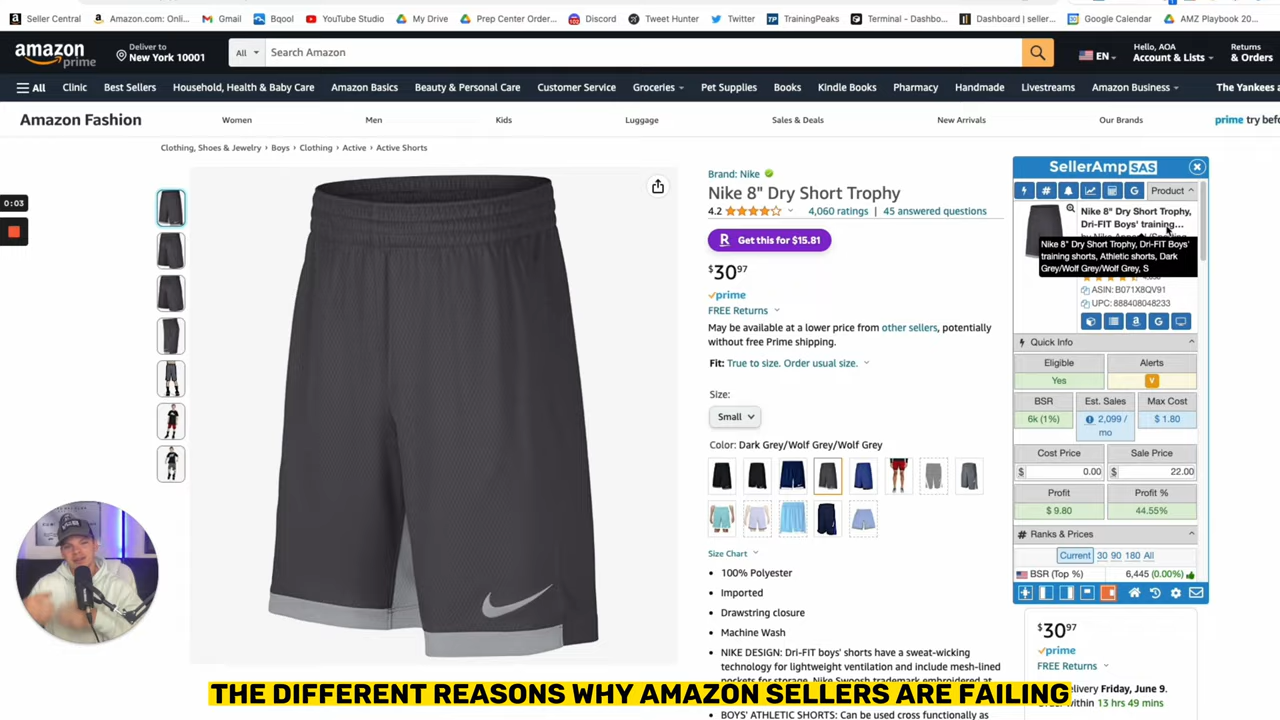 Seller Central
Amazon.com: Onli...
Gmail
Bqool
YouTube Studio
My Drive
Prep Center Order...
Discord
Tweet Hunter
Twitter
TrainingPeaks
Terminal - Dashbo...
Dashboard | seller...
Google Calendar
AMZ Playbook 20...
amazon
prime
Deliver to
New York 10001
All
Search Amazon
EN
Hello, AOA
Account & Lists
Returns
& Orders
All
Clinic
Best Sellers
Household, Health & Baby Care
Amazon Basics
Beauty & Personal Care
Customer Service
Groceries
Pet Supplies
Books
Kindle Books
Pharmacy
Handmade
Livestreams
Amazon Business
The Yankees
Amazon Fashion
Women
Men
Kids
Luggage
Sales & Deals
New Arrivals
Our Brands
prime try befo
Clothing, Shoes & Jewelry › Boys › Clothing › Active › Active Shorts
0:03
Brand: Nike
Nike 8" Dry Short Trophy
4.2
4,060 ratings | 45 answered questions
R Get this for $15.81
$30 97
prime
FREE Returns
May be available at a lower price from other sellers, potentially
without free Prime shipping.
Fit: True to size. Order usual size.
Size:
Small
Color: Dark Grey/Wolf Grey/Wolf Grey
Size Chart
• 100% Polyester
• Imported
• Drawstring closure
• Machine Wash
• NIKE DESIGN: Dri-FIT boys' shorts have a sweat-wicking
technology for lightweight ventilation and include mesh-lined
pockets for storage. Nike Swoosh trademark embroidered at
• BOYS' ATHLETIC SHORTS: Can be used cross functionally as
SellerAmp SAS
Product
Nike 8" Dry Short Trophy,
Dri-FIT Boys' training...
Nike 8" Dry Short Trophy, Dri-FIT Boys'
training shorts, Athletic shorts, Dark
Grey/Wolf Grey/Wolf Grey, S
ASIN: B071X8QV91
UPC: 888408048233
Quick Info
Eligible
Alerts
Yes
V
BSR
Est. Sales
Max Cost
6k (1%)
2,099 /
mo
$ 1.80
Cost Price
Sale Price
$ 0.00
$ 22.00
Profit
Profit %
$ 9.80
44.55%
Ranks & Prices
Current 30 90 180 All
BSR (Top %)
6,445 (0.00%)
$30 97
prime
FREE Returns
elivery Friday, June 9.
within 13 hrs 49 mins
THE DIFFERENT REASONS WHY AMAZON SELLERS ARE FAILING